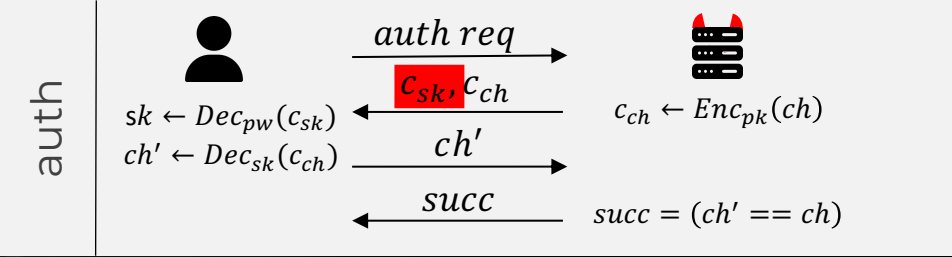 auth
auth req
c_sk, c_ch
sk ← Dec_pw(c_sk)
c_ch ← Enc_pk(ch)
ch′ ← Dec_sk(c_ch)
ch′
succ
succ = (ch′ == ch)